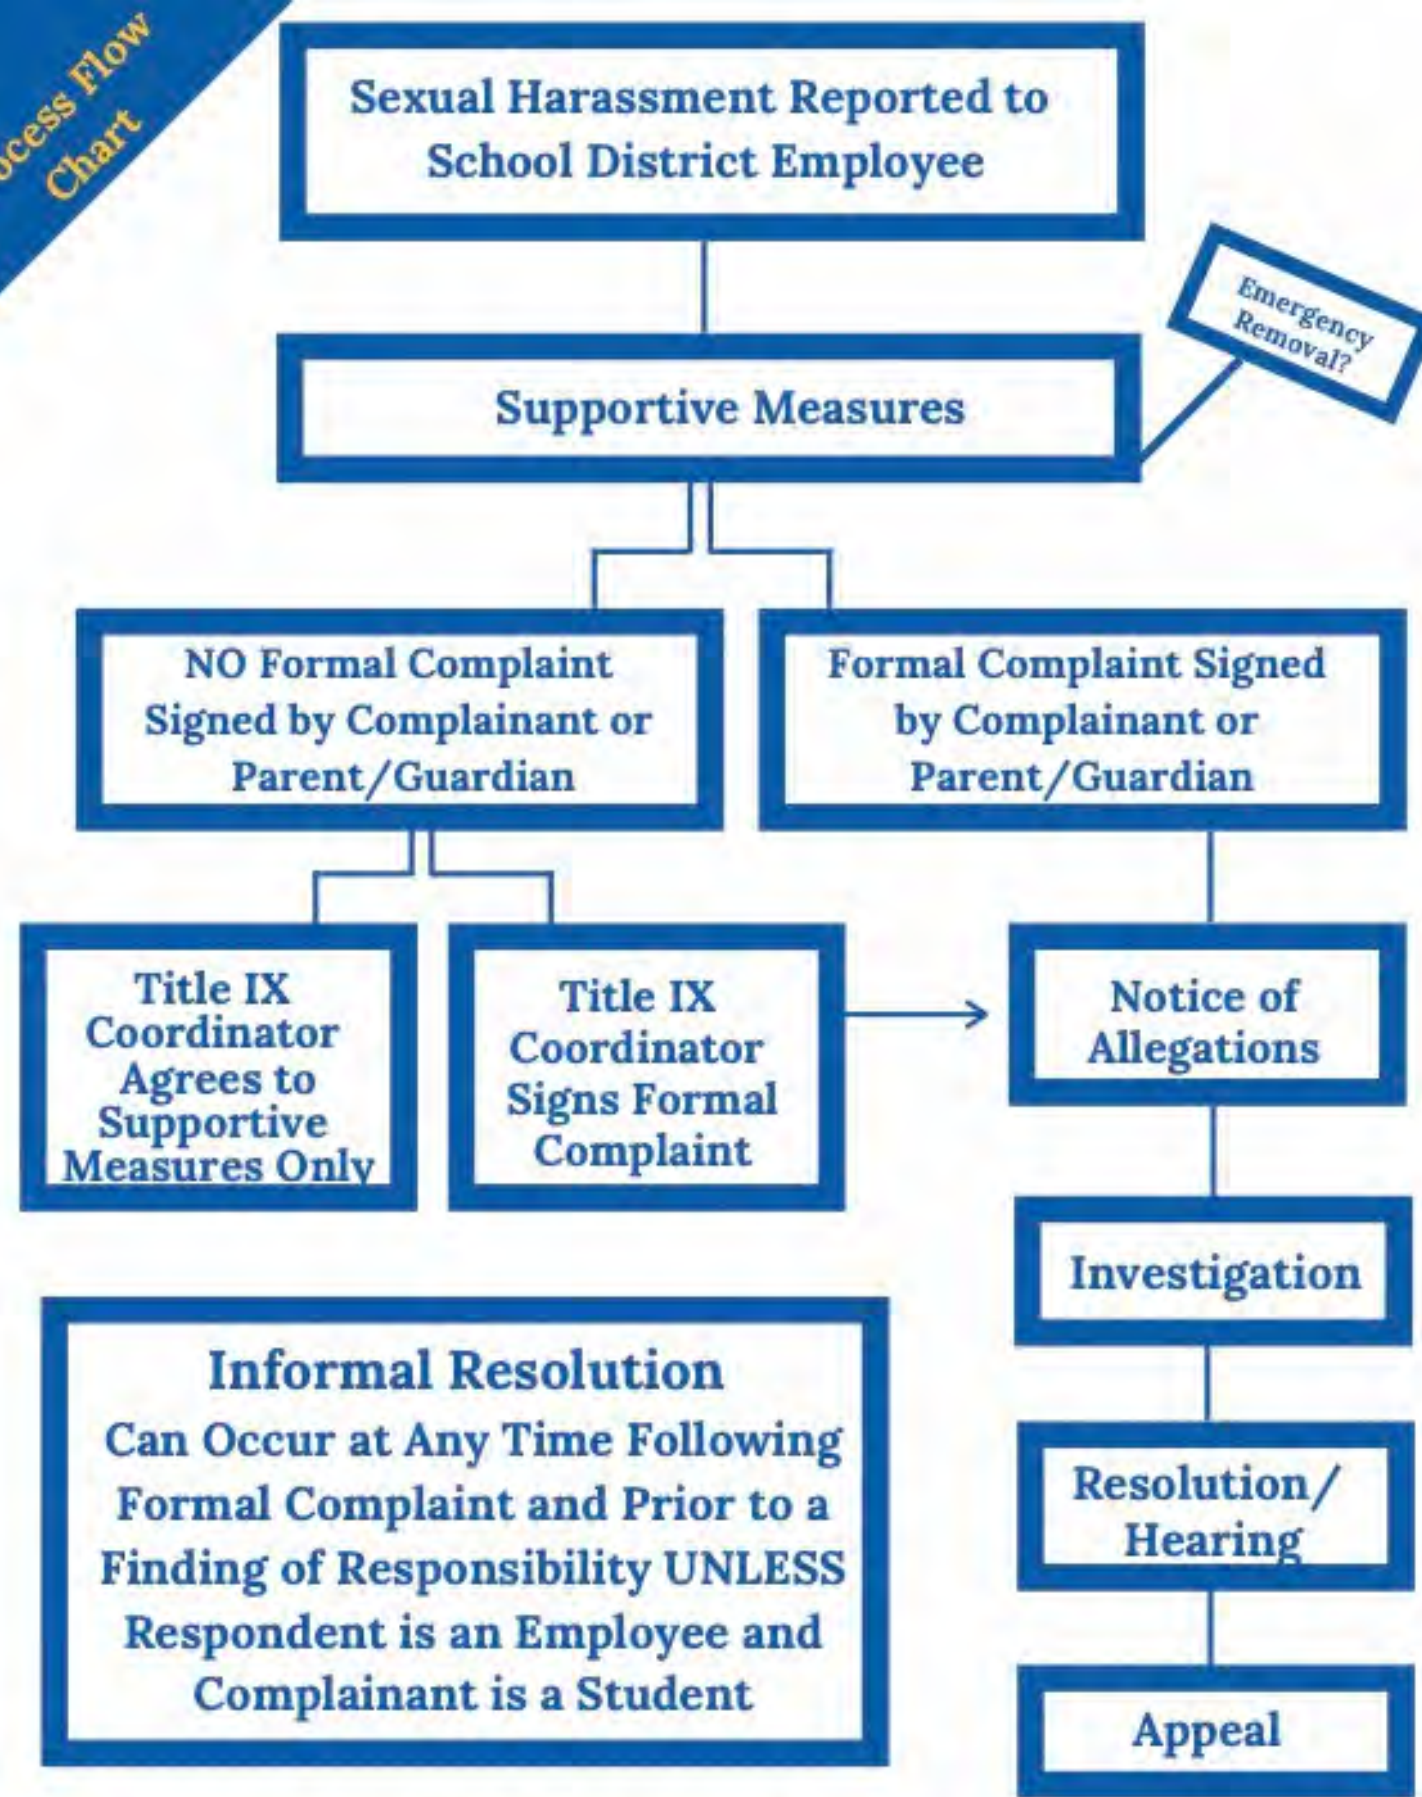 Flow
Chart
Sexual Harassment Reported to
School District Employee
Emergency
Removal?
Supportive Measures
NO Formal Complaint
Signed by Complainant or
Parent/Guardian
Formal Complaint Signed
by Complainant or
Parent/Guardian
Title IX
Coordinator
Agrees to
Supportive
Measures Only
Title IX
Coordinator
Signs Formal
Complaint
Notice of
Allegations
Investigation
Informal Resolution
Can Occur at Any Time Following
Formal Complaint and Prior to a
Finding of Responsibility UNLESS
Respondent is an Employee and
Complainant is a Student
Resolution/
Hearing
Appeal